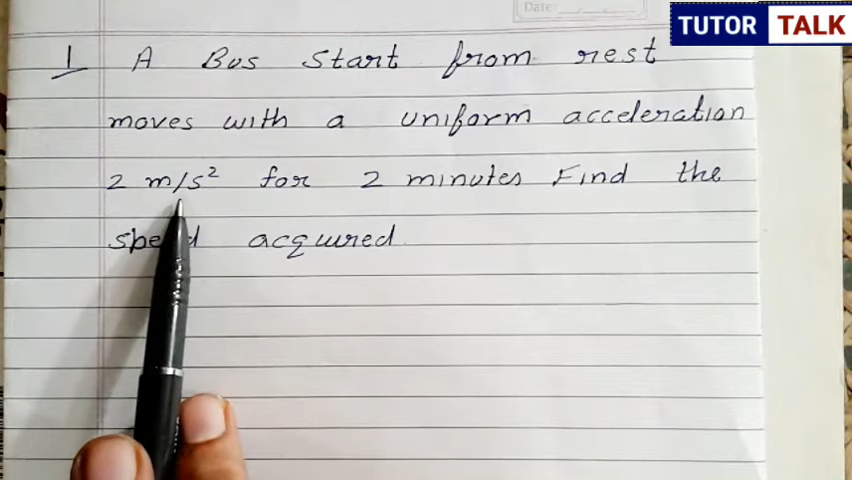 Date:
TUTOR TALK
1 A Bus Start from rest
moves with a uniform acceleration
2 m/s² for 2 minutes Find the
speed acquired.